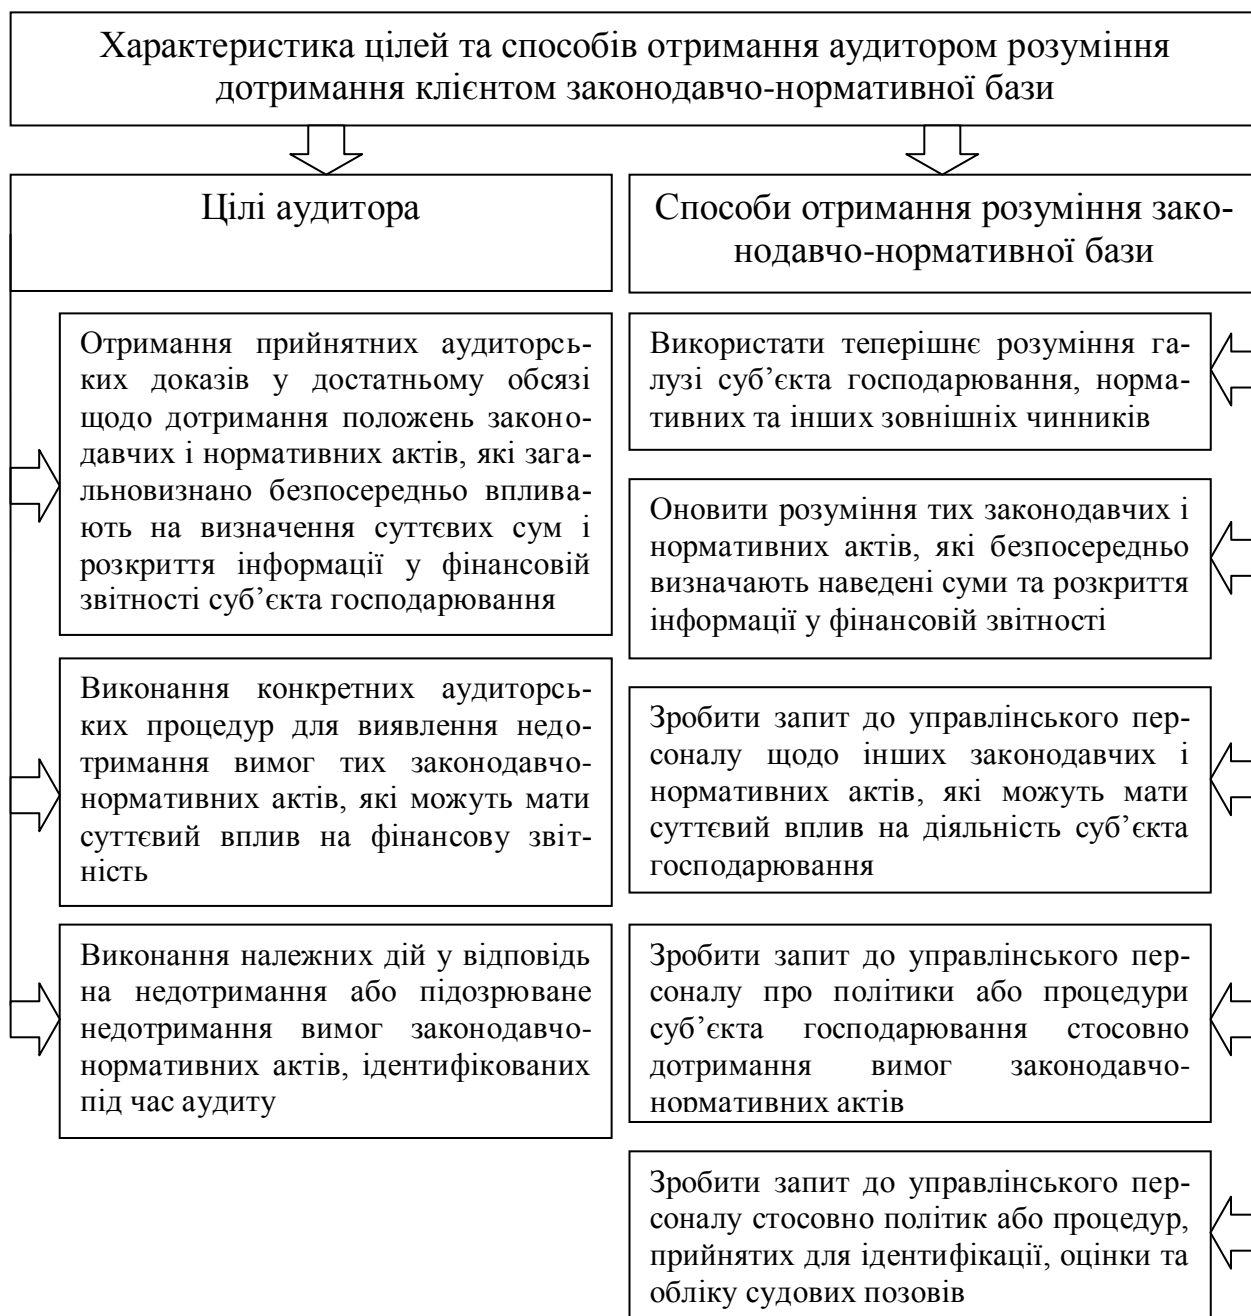 Характеристика цілей та способів отримання аудитором розуміння
дотримання клієнтом законодавчо-нормативної бази
Цілі аудитора
Отримання прийнятних аудиторсь-
ких доказів у достатньому обсязі
щодо дотримання положень законо-
давчих і нормативних актів, які зага-
льновизнано безпосередньо вплива-
ють на визначення суттєвих сум і
розкриття інформації у фінансовій
звітності суб’єкта господарювання
Виконання конкретних аудиторсь-
ких процедур для виявлення недо-
тримання вимог тих законодавчо-
нормативних актів, які можуть мати
суттєвий вплив на фінансову звіт-
ність
Виконання належних дій у відповідь
на недотримання або підозрюване
недотримання вимог законодавчо-
нормативних актів, ідентифікованих
під час аудиту
Способи отримання розуміння зако-
нодавчо-нормативної бази
Використати теперішнє розуміння га-
лузі суб’єкта господарювання, норма-
тивних та інших зовнішніх чинників
Оновити розуміння тих законодавчих і
нормативних актів, які безпосередньо
визначають наведені суми та розкриття
інформації у фінансовій звітності
Зробити запит до управлінського пер-
соналу щодо інших законодавчих і
нормативних актів, які можуть мати
суттєвий вплив на діяльність суб’єкта
господарювання
Зробити запит до управлінського пер-
соналу про політики або процедури
суб’єкта господарювання стосовно
дотримання вимог законодавчо-
нормативних актів
Зробити запит до управлінського пер-
соналу стосовно політик або процедур,
прийнятих для ідентифікації, оцінки та
обліку судових позовів